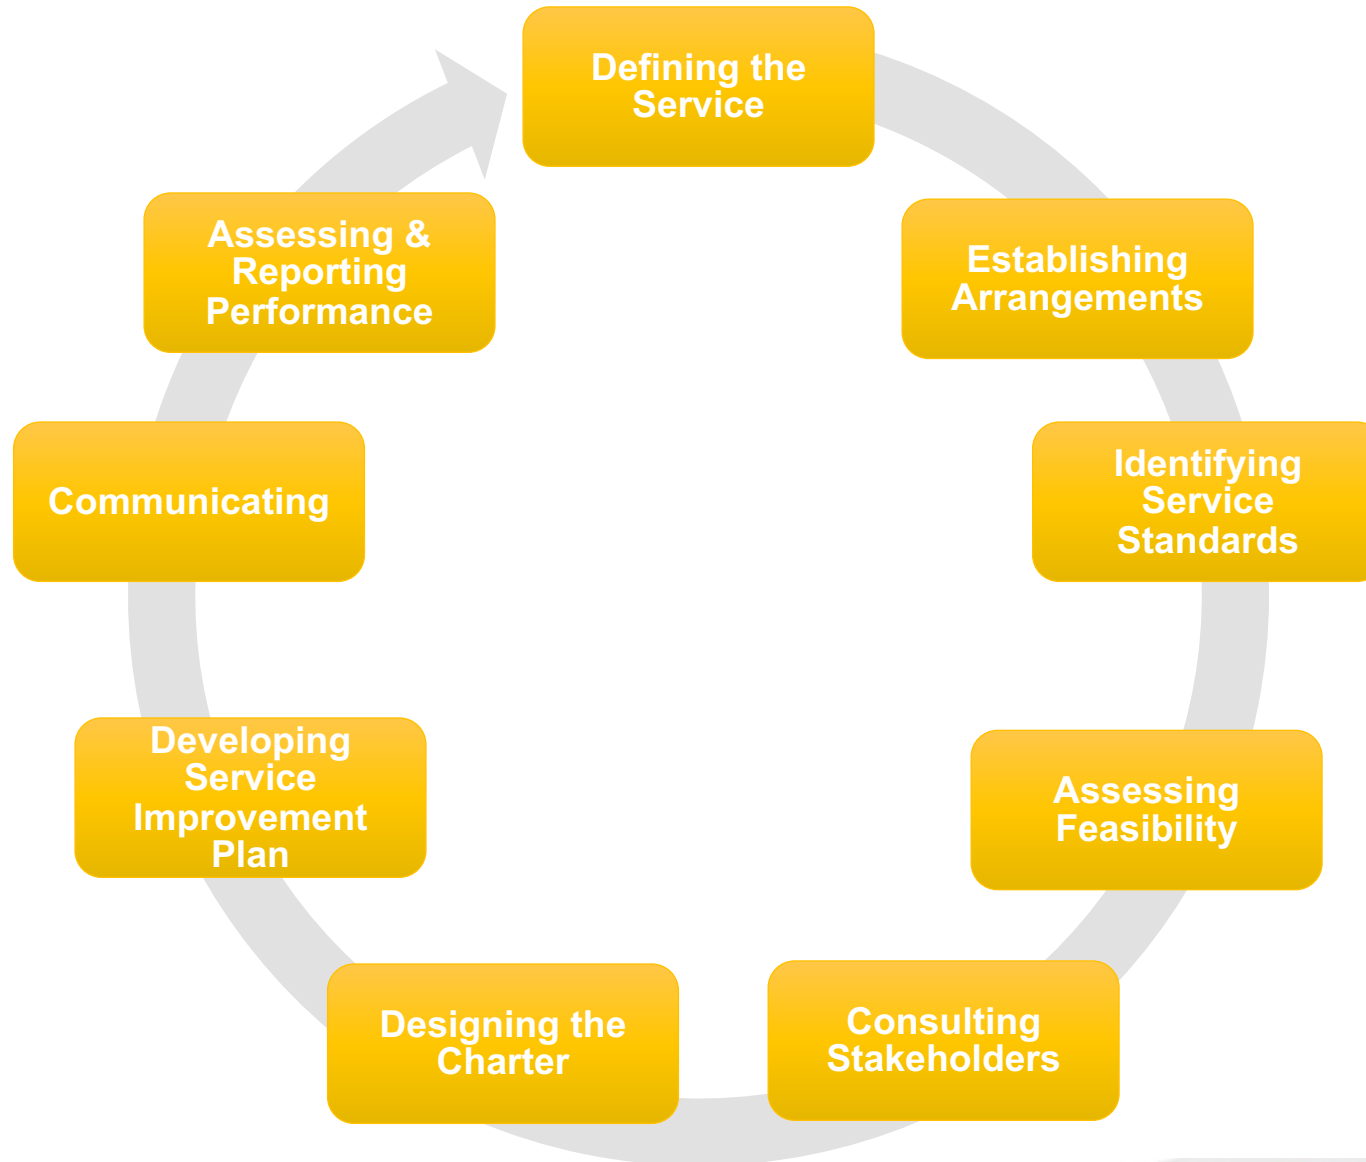 Defining the
Service
Establishing
Arrangements
Identifying
Service
Standards
Assessing
Feasibility
Consulting
Stakeholders
Designing the
Charter
Developing
Service
Improvement
Plan
Communicating
Assessing &
Reporting
Performance